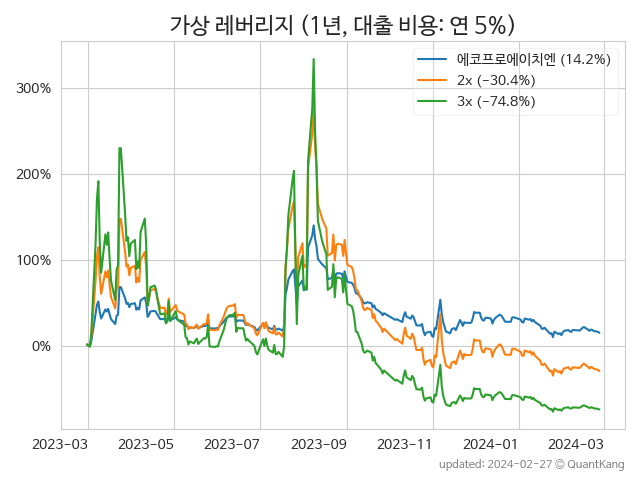 가상 레버리지 (1년, 대출 비용: 연 5%)
에코프로에이치엔 (14.2%)
2x (−30.4%)
3x (−74.8%)
300%
200%
100%
0%
2023-03 2023-05 2023-07 2023-09 2023-11 2024-01 2024-03
updated: 2024-02-27 © QuantKang